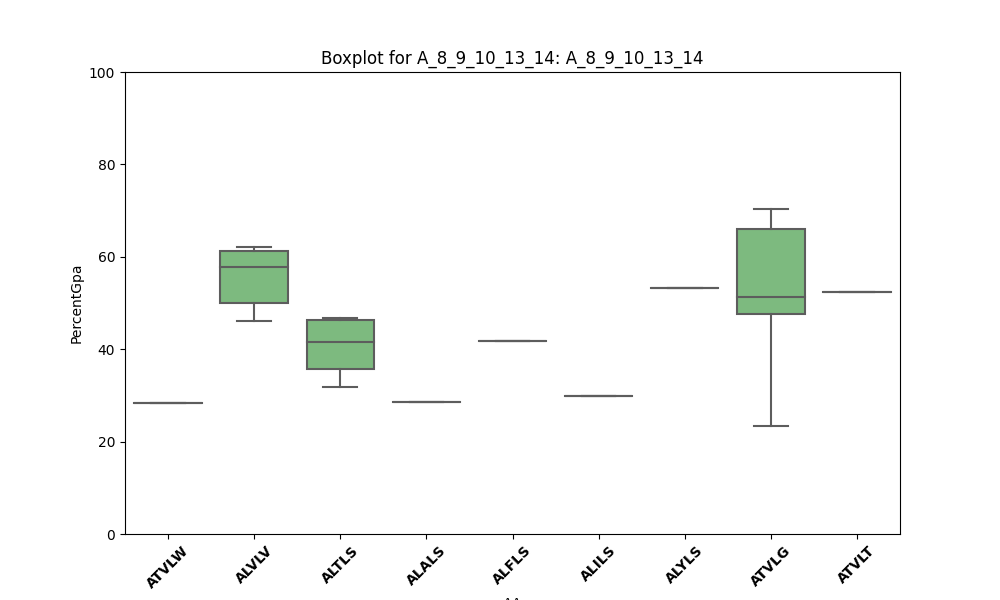 Boxplot for A_8_9_10_13_14: A_8_9_10_13_14
100
80
60
40
20
0
PercentGpa
ATVLW ALVLV ALTLS ALALS ALFLS ALILS ALYLS ATVLG ATVLT